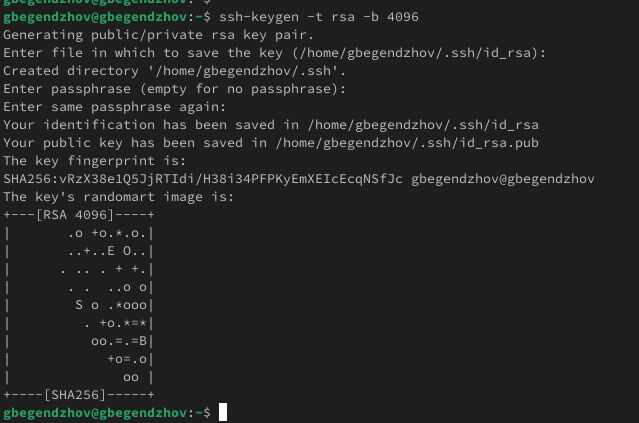 gbegendzhov@gbegendzhov:~$ ssh-keygen -t rsa -b 4096
Generating public/private rsa key pair.
Enter file in which to save the key (/home/gbegendzhov/.ssh/id_rsa):
Created directory '/home/gbegendzhov/.ssh'.
Enter passphrase (empty for no passphrase):
Enter same passphrase again:
Your identification has been saved in /home/gbegendzhov/.ssh/id_rsa
Your public key has been saved in /home/gbegendzhov/.ssh/id_rsa.pub
The key fingerprint is:
SHA256:vRzX38e1Q5JjRTIdi/H38i34PFPKyEmXEIcEcqNSfJc gbegendzhov@gbegendzhov
The key's randomart image is:
+---[RSA 4096]----+
|       .o +o.*.o.|
|       ..+..E O..|
|      . .. . + +.|
|       . .  ..o o|
|        S o .*ooo|
|         . +o.*=*|
|          oo.=.=B|
|            +o=.o|
|              oo |
+----[SHA256]-----+
gbegendzhov@gbegendzhov:~$